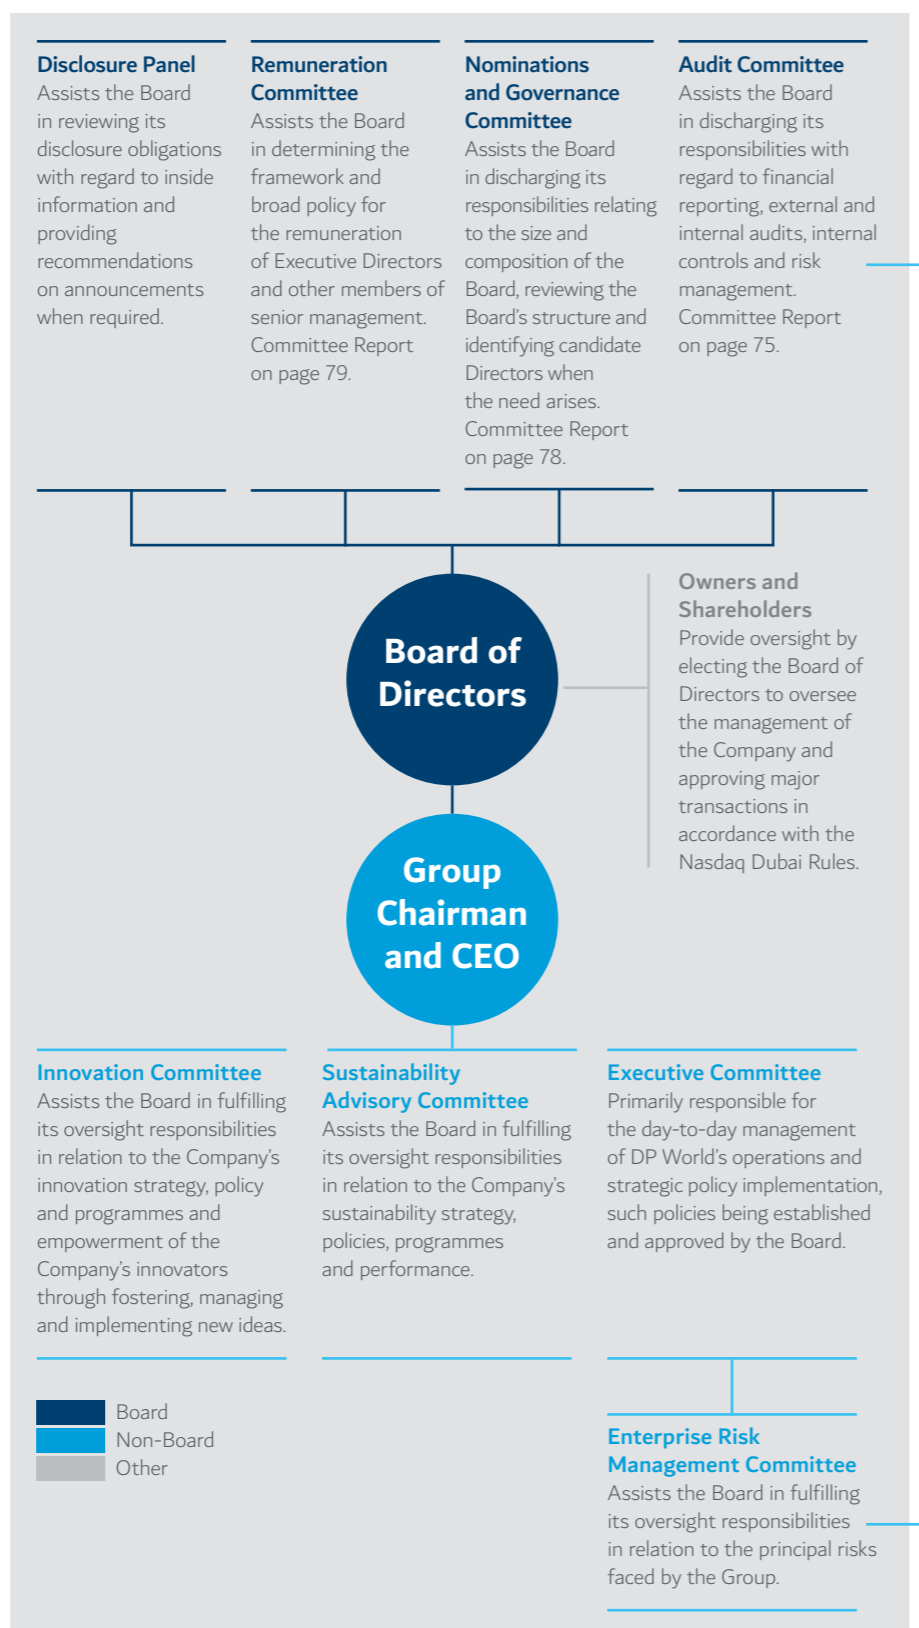 Disclosure Panel
Assists the Board
in reviewing its
disclosure obligations
with regard to inside
information and
providing
recommendations
on announcements
when required.
Remuneration
Committee
Assists the Board
in determining the
framework and
broad policy for
the remuneration
of Executive Directors
and other members of
senior management.
Committee Report
on page 79.
Nominations
and Governance
Committee
Assists the Board
in discharging its
responsibilities relating
to the size and
composition of the
Board, reviewing the
Board's structure and
identifying candidate
Directors when
the need arises.
Committee Report
on page 78.
Audit Committee
Assists the Board
in discharging its
responsibilities with
regard to financial
reporting, external and
internal audits, internal
controls and risk
management.
Committee Report
on page 75.
Board of
Directors
Owners and
Shareholders
Provide oversight by
electing the Board of
Directors to oversee
the management of
the Company and
approving major
transactions in
accordance with the
Nasdaq Dubai Rules.
Group
Chairman
and CEO
Innovation Committee
Assists the Board in fulfilling
its oversight responsibilities
in relation to the Company's
innovation strategy, policy
and programmes and
empowerment of the
Company's innovators
through fostering, managing
and implementing new ideas.
Sustainability
Advisory Committee
Assists the Board in fulfilling
its oversight responsibilities
in relation to the Company's
sustainability strategy,
policies, programmes
and performance.
Executive Committee
Primarily responsible for
the day-to-day management
of DP World's operations and
strategic policy implementation,
such policies being established
and approved by the Board.
Board
Non-Board
Other
Enterprise Risk
Management Committee
Assists the Board in fulfilling
its oversight responsibilities
in relation to the principal risks
faced by the Group.